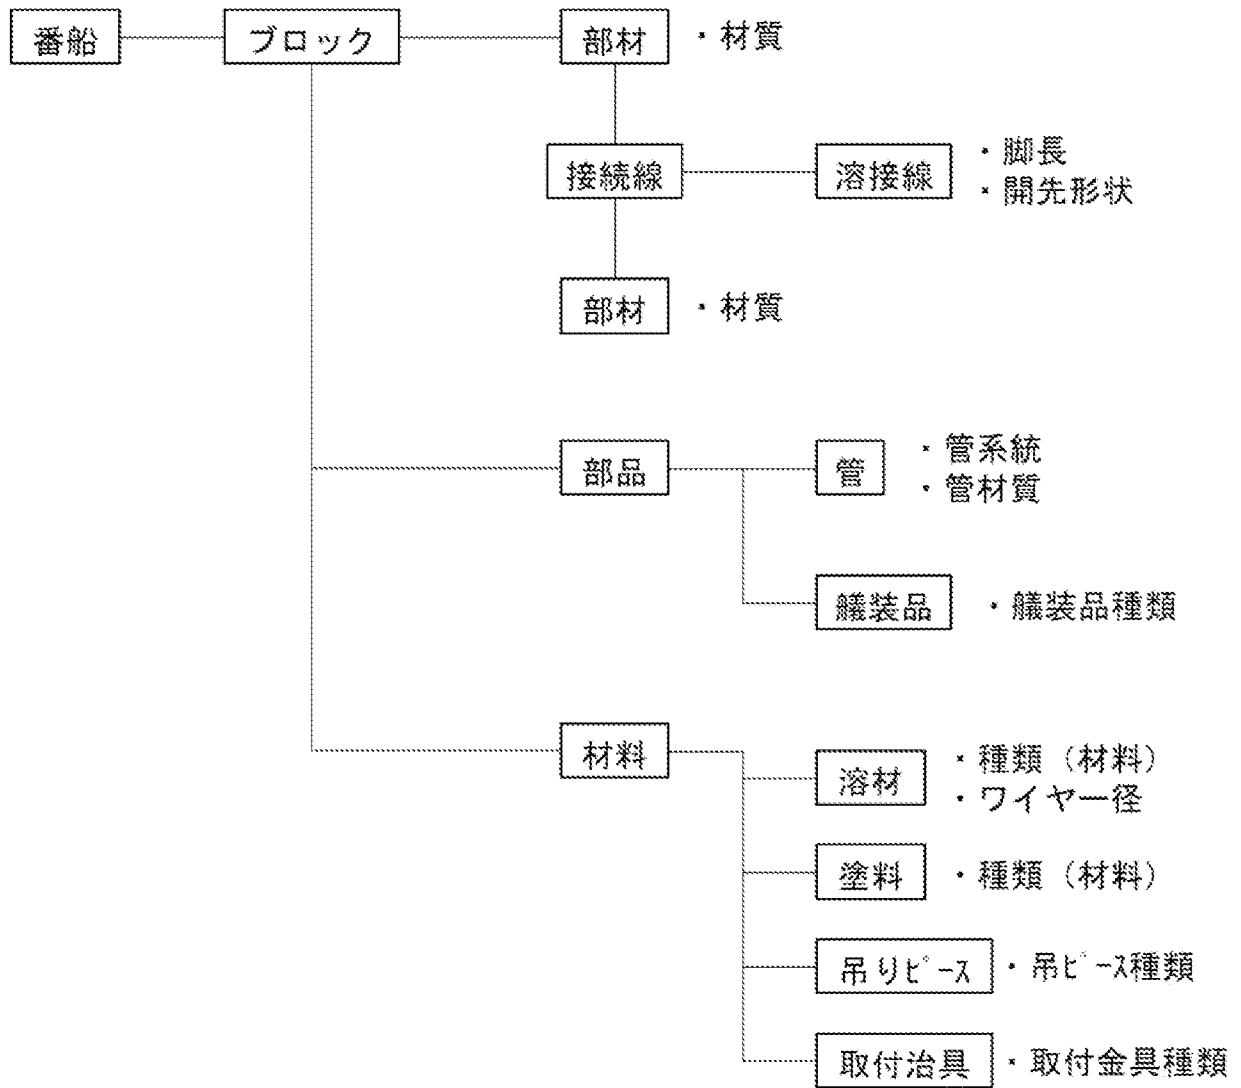 番船
ブロック
部材
・材質
接続線
溶接線
・脚長
・開先形状
部材
・材質
部品
管
・管系統
・管材質
艤装品
・艤装品種類
材料
溶材
・種類（材料）
・ワイヤー径
塗料
・種類（材料）
吊りﾋﾟｰｽ
・吊ﾋﾟｰｽ種類
取付治具
・取付金具種類